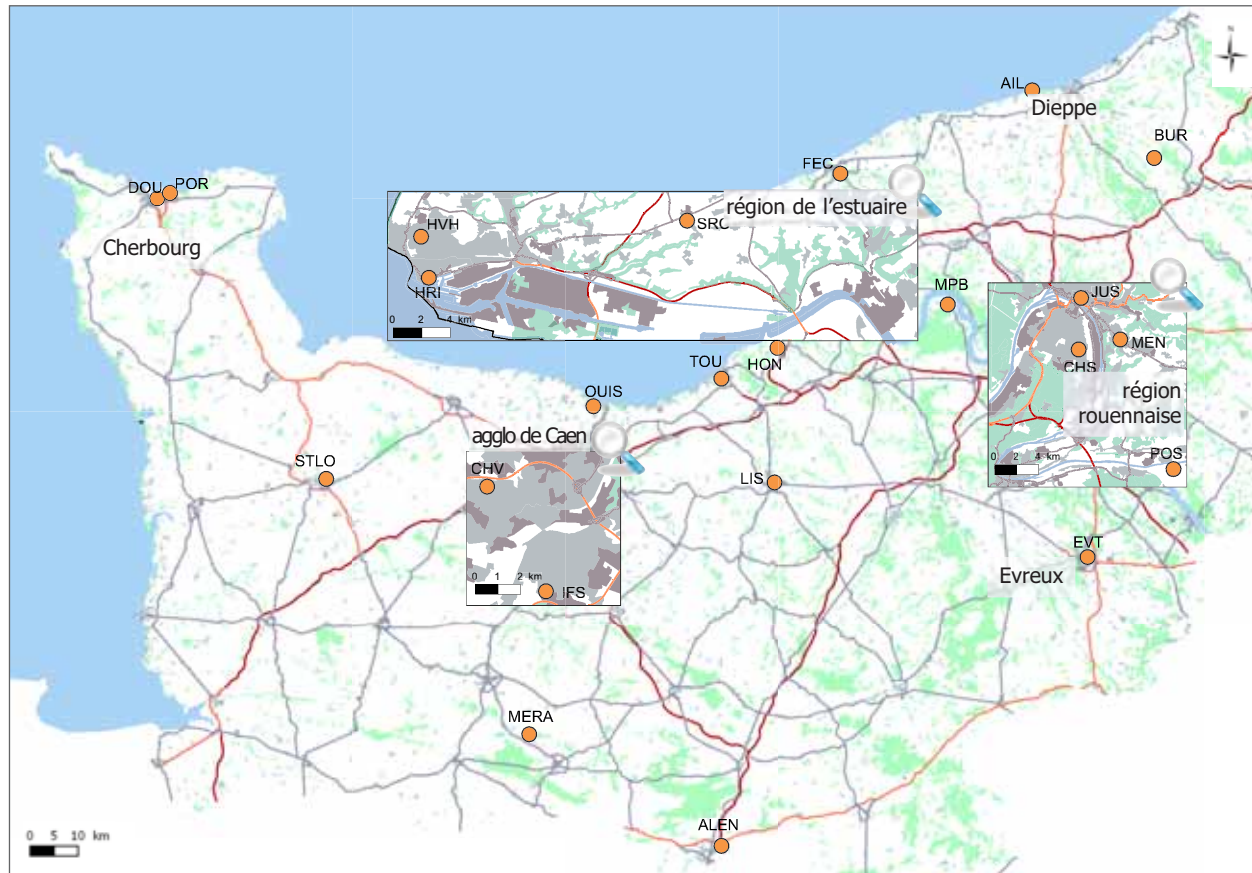 N
AIL
Dieppe
BUR
FEC
DOU
POR
Cherbourg
région de l'estuaire
HVH
SRC
HRI
0 2 4 km
MPB
JUS
MEN
CHS
région
rouennaise
0 2 4 km
POS
HON
TOU
OUIS
agglo de Caen
CHV
STLO
LIS
0 1 2 km
IFS
EVT
Evreux
MERA
ALEN
0 5 10 km